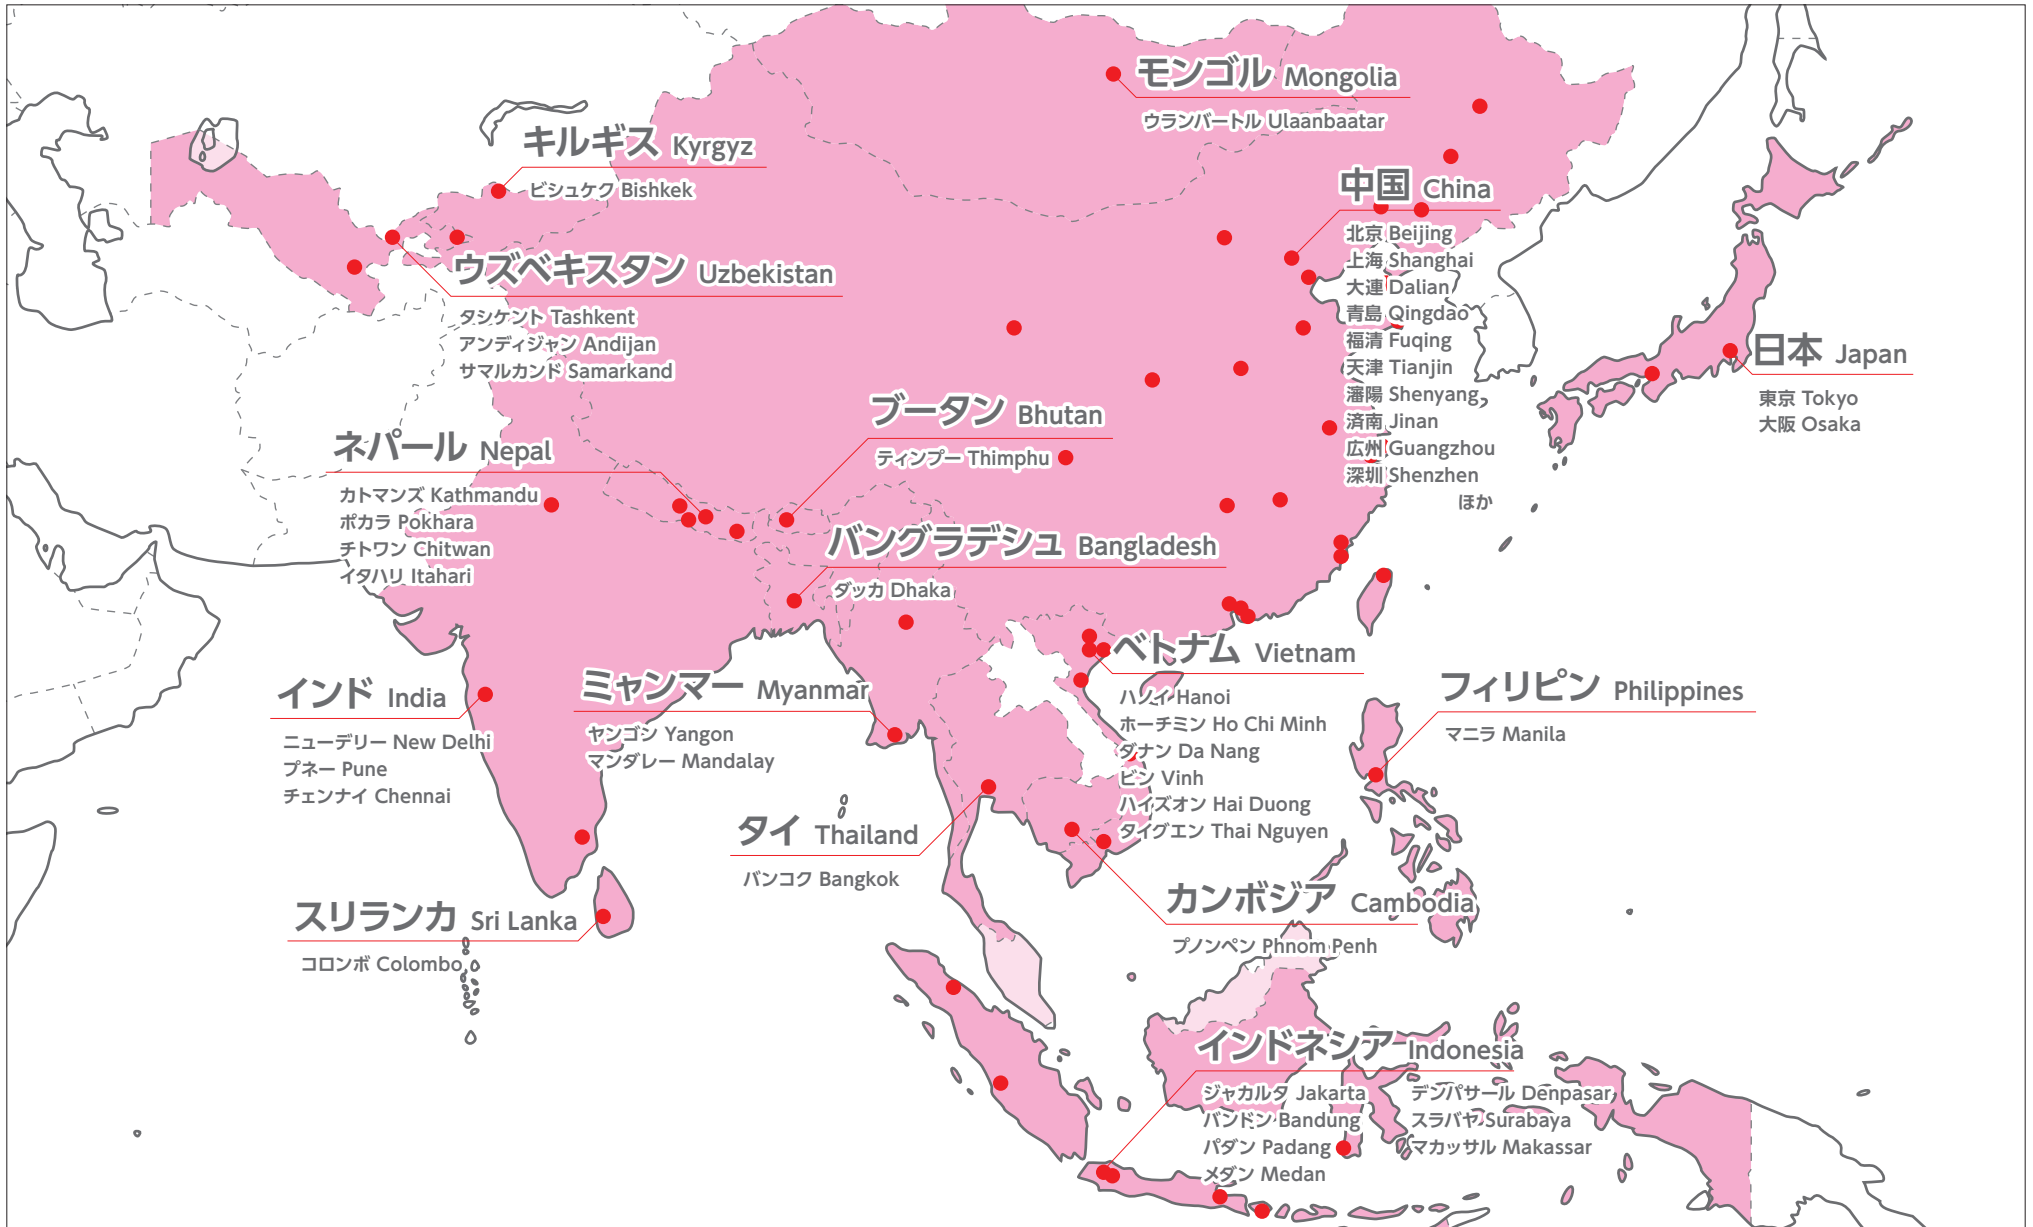 モンゴル Mongolia
ウランバートル Ulaanbaatar
キルギス Kyrgyz
ビシュケク Bishkek
中国 China
北京 Beijing
上海 Shanghai
大連 Dalian
青島 Qingdao
福清 Fuqing
天津 Tianjin
瀋陽 Shenyang
済南 Jinan
広州 Guangzhou
深圳 Shenzhen
ほか
ウズベキスタン Uzbekistan
タシケント Tashkent
アンディジャン Andijan
サマルカンド Samarkand
日本 Japan
東京 Tokyo
大阪 Osaka
ブータン Bhutan
ティンプー Thimphu
ネパール Nepal
カトマンズ Kathmandu
ポカラ Pokhara
チトワン Chitwan
イタハリ Itahari
バングラデシュ Bangladesh
ダッカ Dhaka
ベトナム Vietnam
ハノイ Hanoi
ホーチミン Ho Chi Minh
ダナン Da Nang
ビン Vinh
ハイズオン Hai Duong
タイグエン Thai Nguyen
インド India
ニューデリー New Delhi
プネー Pune
チェンナイ Chennai
ミャンマー Myanmar
ヤンゴン Yangon
マンダレー Mandalay
フィリピン Philippines
マニラ Manila
タイ Thailand
バンコク Bangkok
カンボジア Cambodia
プノンペン Phnom Penh
スリランカ Sri Lanka
コロンボ Colombo
インドネシア Indonesia
ジャカルタ Jakarta
バンドン Bandung
パダン Padang
メダン Medan
デンパサール Denpasar
スラバヤ Surabaya
マカッサル Makassar